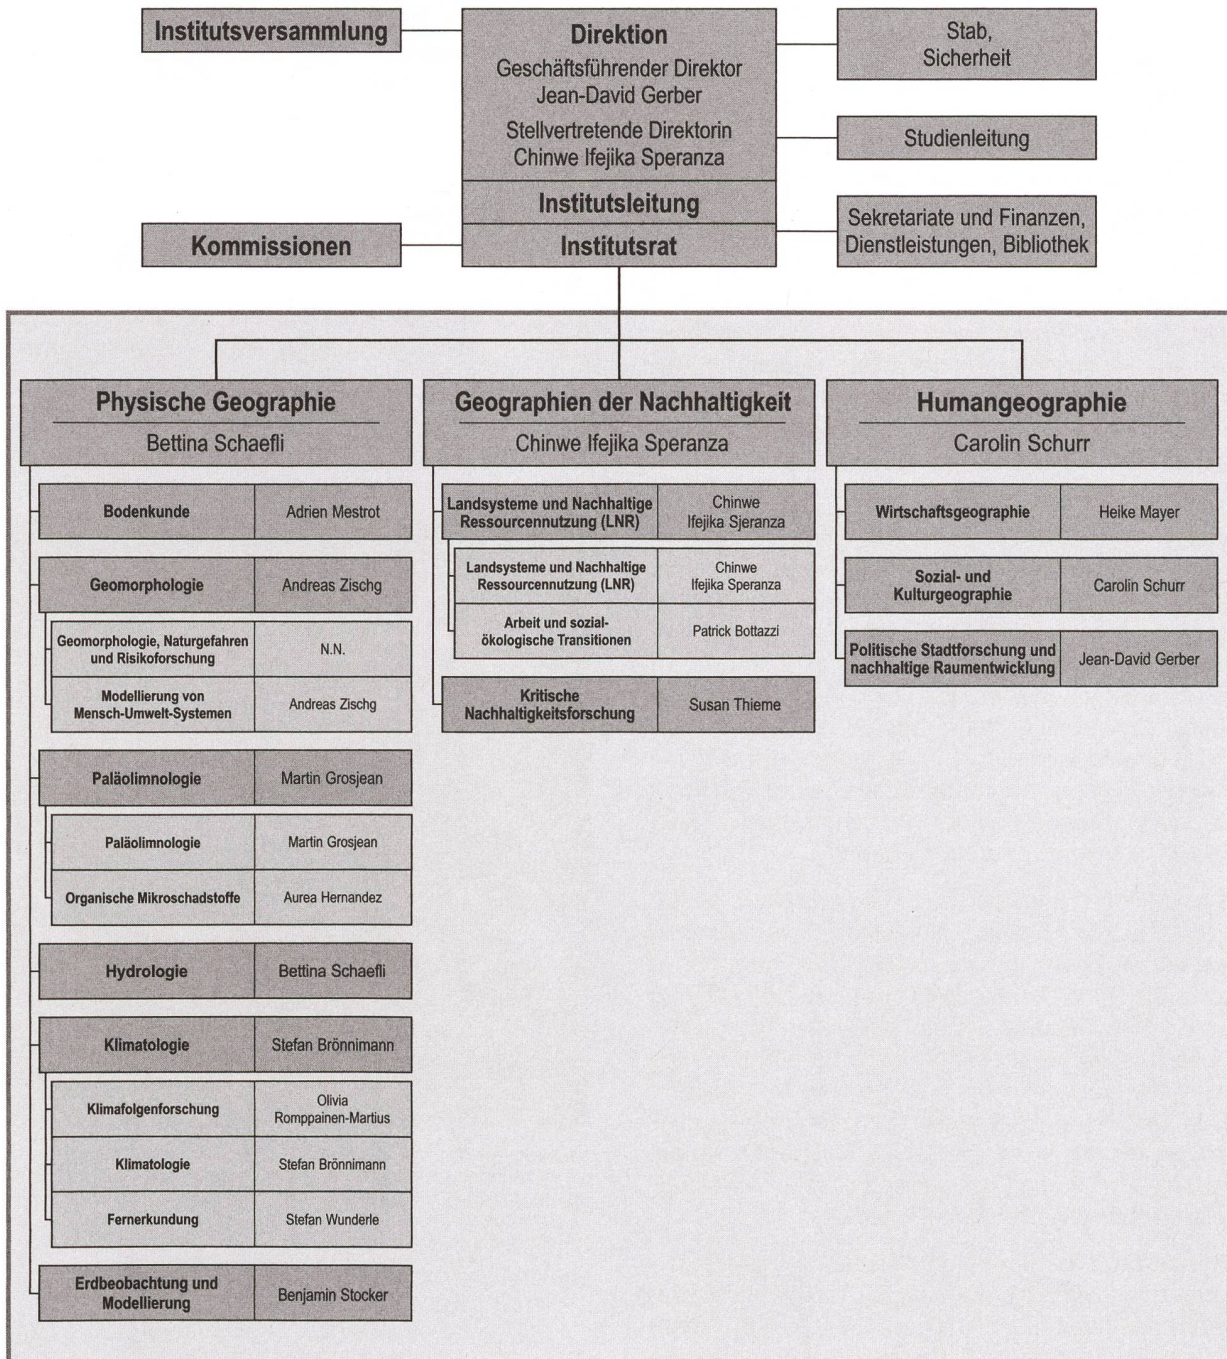 Institutsversammlung
Direktion
Geschäftsführender Direktor
Jean-David Gerber
Stellvertretende Direktorin
Chinwe Ifejika Speranza
Institutsleitung
Institutsrat
Kommissionen
Stab,
Sicherheit
Studienleitung
Sekretariate und Finanzen,
Dienstleistungen, Bibliothek
Physische Geographie
Bettina Schaefli
Bodenkunde
Adrien Mestrot
Geomorphologie
Andreas Zischg
Geomorphologie, Naturgefahren
und Risikoforschung
N.N.
Modellierung von
Mensch-Umwelt-Systemen
Andreas Zischg
Paläolimnologie
Martin Grosjean
Paläolimnologie
Martin Grosjean
Organische Mikroschadstoffe
Aurea Hernandez
Hydrologie
Bettina Schaefli
Klimatologie
Stefan Brönnimann
Klimafolgenforschung
Olivia
Romppainen-Martius
Klimatologie
Stefan Brönnimann
Fernerkundung
Stefan Wunderle
Erdbeobachtung und
Modellierung
Benjamin Stocker
Geographien der Nachhaltigkeit
Chinwe Ifejika Speranza
Landsysteme und Nachhaltige
Ressourcennutzung (LNR)
Chinwe
Ifejika Sjeranza
Landsysteme und Nachhaltige
Ressourcennutzung (LNR)
Chinwe
Ifejika Speranza
Arbeit und sozial-
ökologische Transitionen
Patrick Bottazzi
Kritische
Nachhaltigkeitsforschung
Susan Thieme
Humangeographie
Carolin Schurr
Wirtschaftsgeographie
Heike Mayer
Sozial- und
Kulturgeographie
Carolin Schurr
Politische Stadtforschung und
nachhaltige Raumentwicklung
Jean-David Gerber